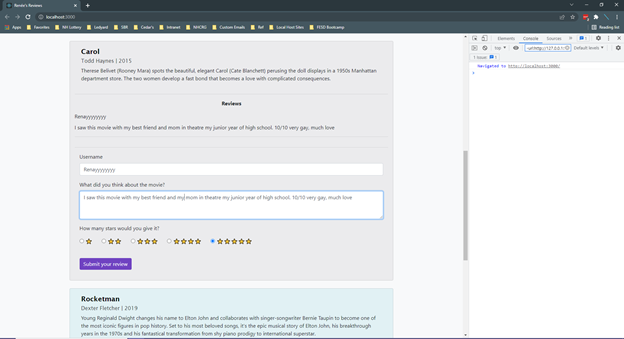 Renée's Reviews
localhost:3000
Apps Favorites NH Lottery Ledyard SBR Cedar's Intranet NHCRG Custom Emails Ref Local Host Sites FEED Bootcamp Reading list
Elements Console Sources
top Default levels
1 Issue: 1
Navigated to http://localhost:3000/
Carol
Todd Haynes | 2015
Therese Belivet (Rooney Mara) spots the beautiful, elegant Carol (Cate Blanchett) perusing the doll displays in a 1950s Manhattan
department store. The two women develop a fast bond that becomes a love with complicated consequences.
Reviews
Renayyyyyyy
I saw this movie with my best friend and mom in theatre my junior year of high school. 10/10 very gay, much love
Username
Renayyyyyyy
What did you think about the movie?
I saw this movie with my best friend and my mom in theatre my junior year of high school. 10/10 very gay, much love
How many stars would you give it?
Submit your review
Rocketman
Dexter Fletcher | 2019
Young Reginald Dwight changes his name to Elton John and collaborates with singer-songwriter Bernie Taupin to become one of
the most iconic figures in pop history. Set to his most beloved songs, it's the epic musical story of Elton John, his breakthrough
years in the 1970s and his fantastical transformation from shy piano prodigy to international superstar.